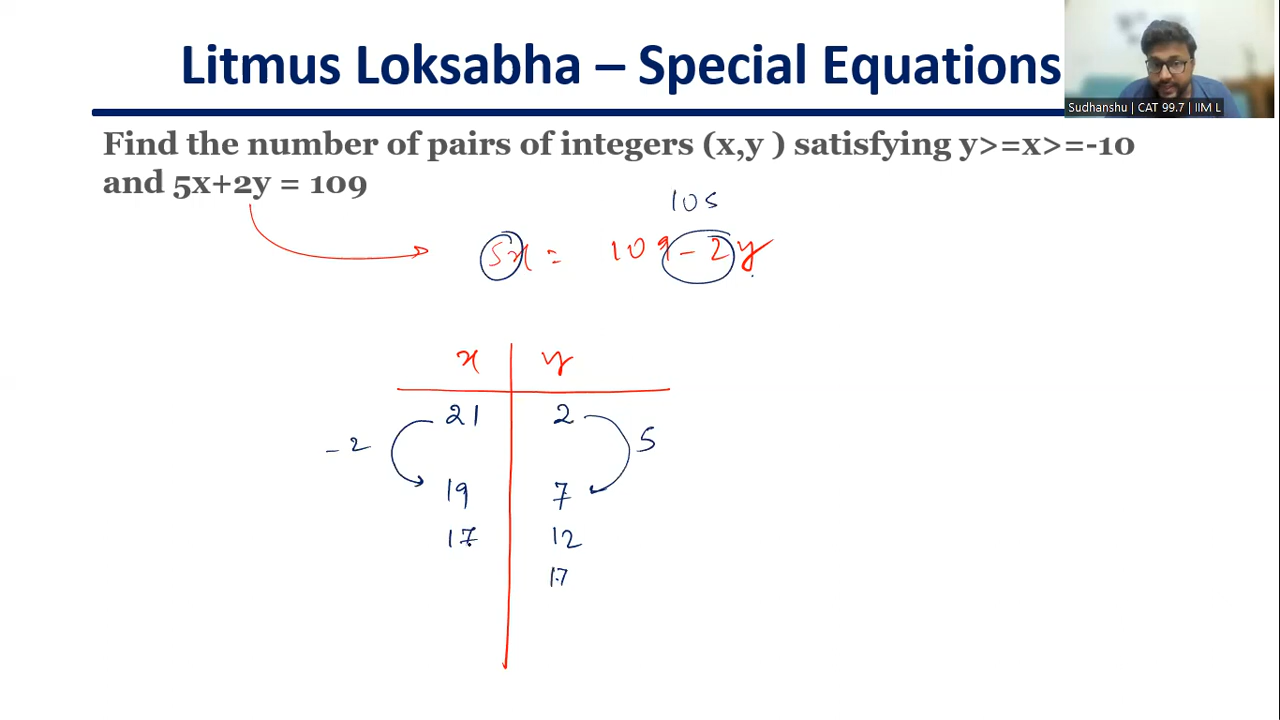 Litmus Loksabha – Special Equations
Sudhanshu | CAT 99.7 | IIM L
Find the number of pairs of integers (x,y ) satisfying y>=x>=-10
and 5x+2y = 109
105
5x = 109 - 2y
x y
21 2
-2 5
19 7
17 12
17